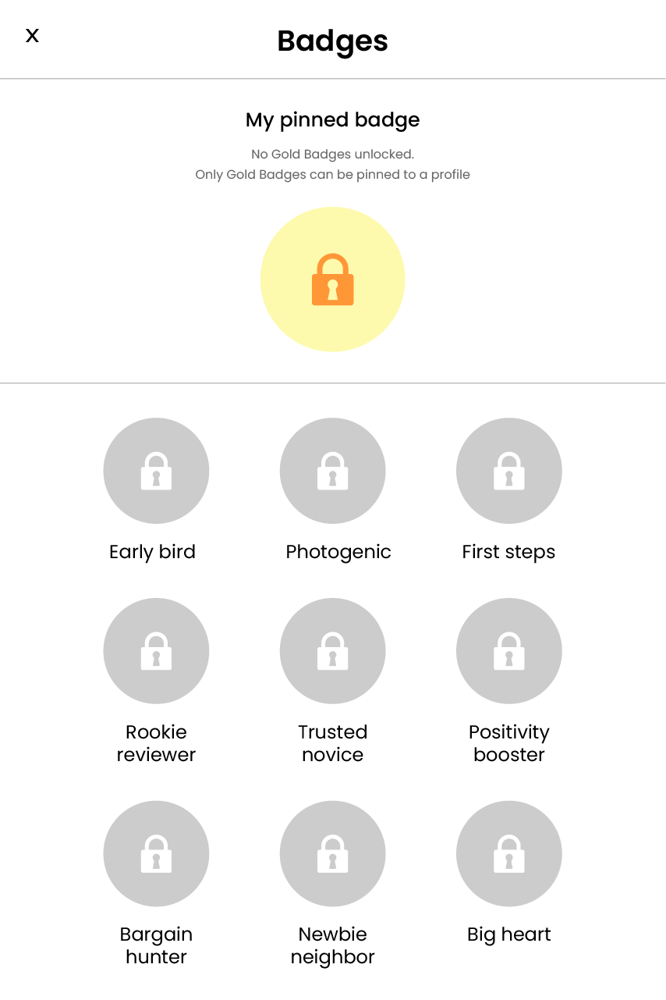 X
Badges
My pinned badge
No Gold Badges unlocked.
Only Gold Badges can be pinned to a profile
Early bird
Photogenic
First steps
Rookie
reviewer
Trusted
novice
Positivity
booster
Bargain
hunter
Newbie
neighbor
Big heart